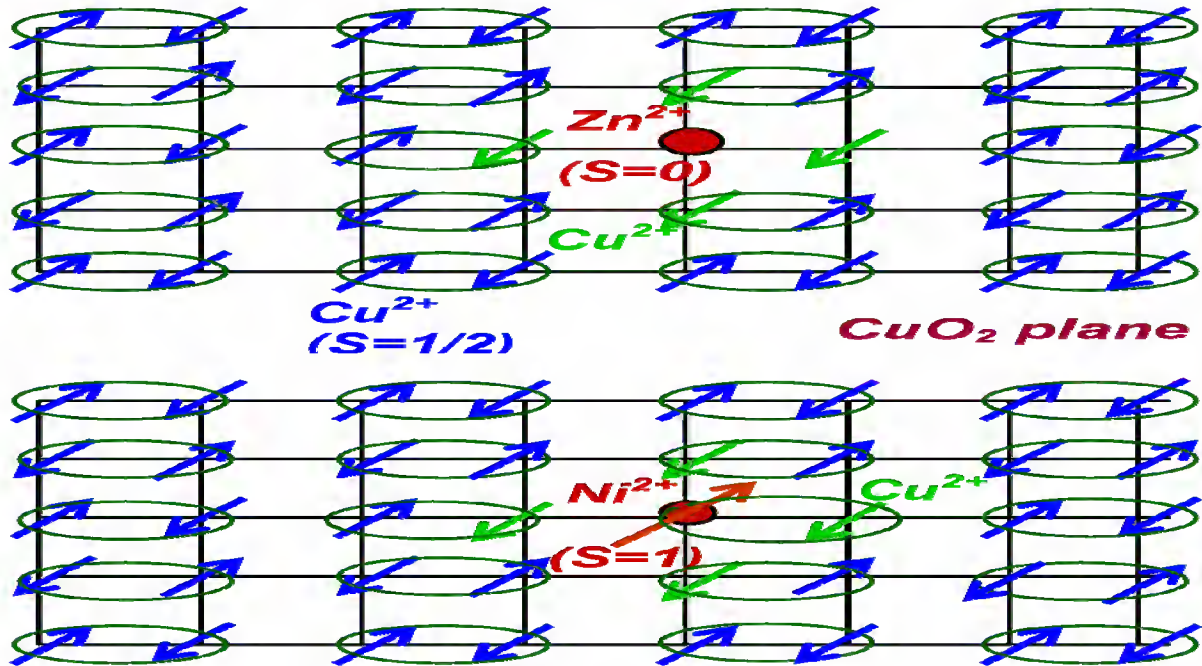 Zn²⁺
(S=0)
Cu²⁺
Cu²⁺
(S=1/2)
CuO₂ plane
Ni²⁺
Cu²⁺
(S=1)